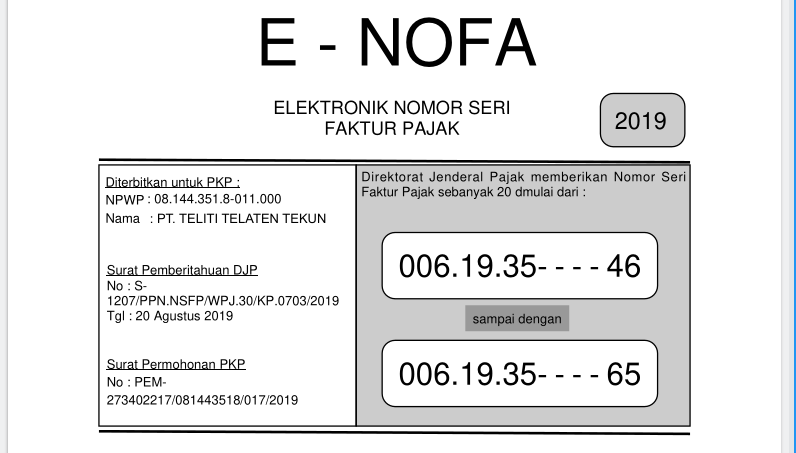 E - NOFA
ELEKTRONIK NOMOR SERI
FAKTUR PAJAK
2019
Diterbitkan untuk PKP :
NPWP : 08.144.351.8-011.000
Nama : PT. TELITI TELATEN TEKUN
Surat Pemberitahuan DJP
No : S-
1207/PPN.NSFP/WPJ.30/KP.0703/2019
Tgl : 20 Agustus 2019
Surat Permohonan PKP
No : PEM-
273402217/081443518/017/2019
Direktorat Jenderal Pajak memberikan Nomor Seri
Faktur Pajak sebanyak 20 dmulai dari :
006.19.35- - - - 46
sampai dengan
006.19.35- - - - 65